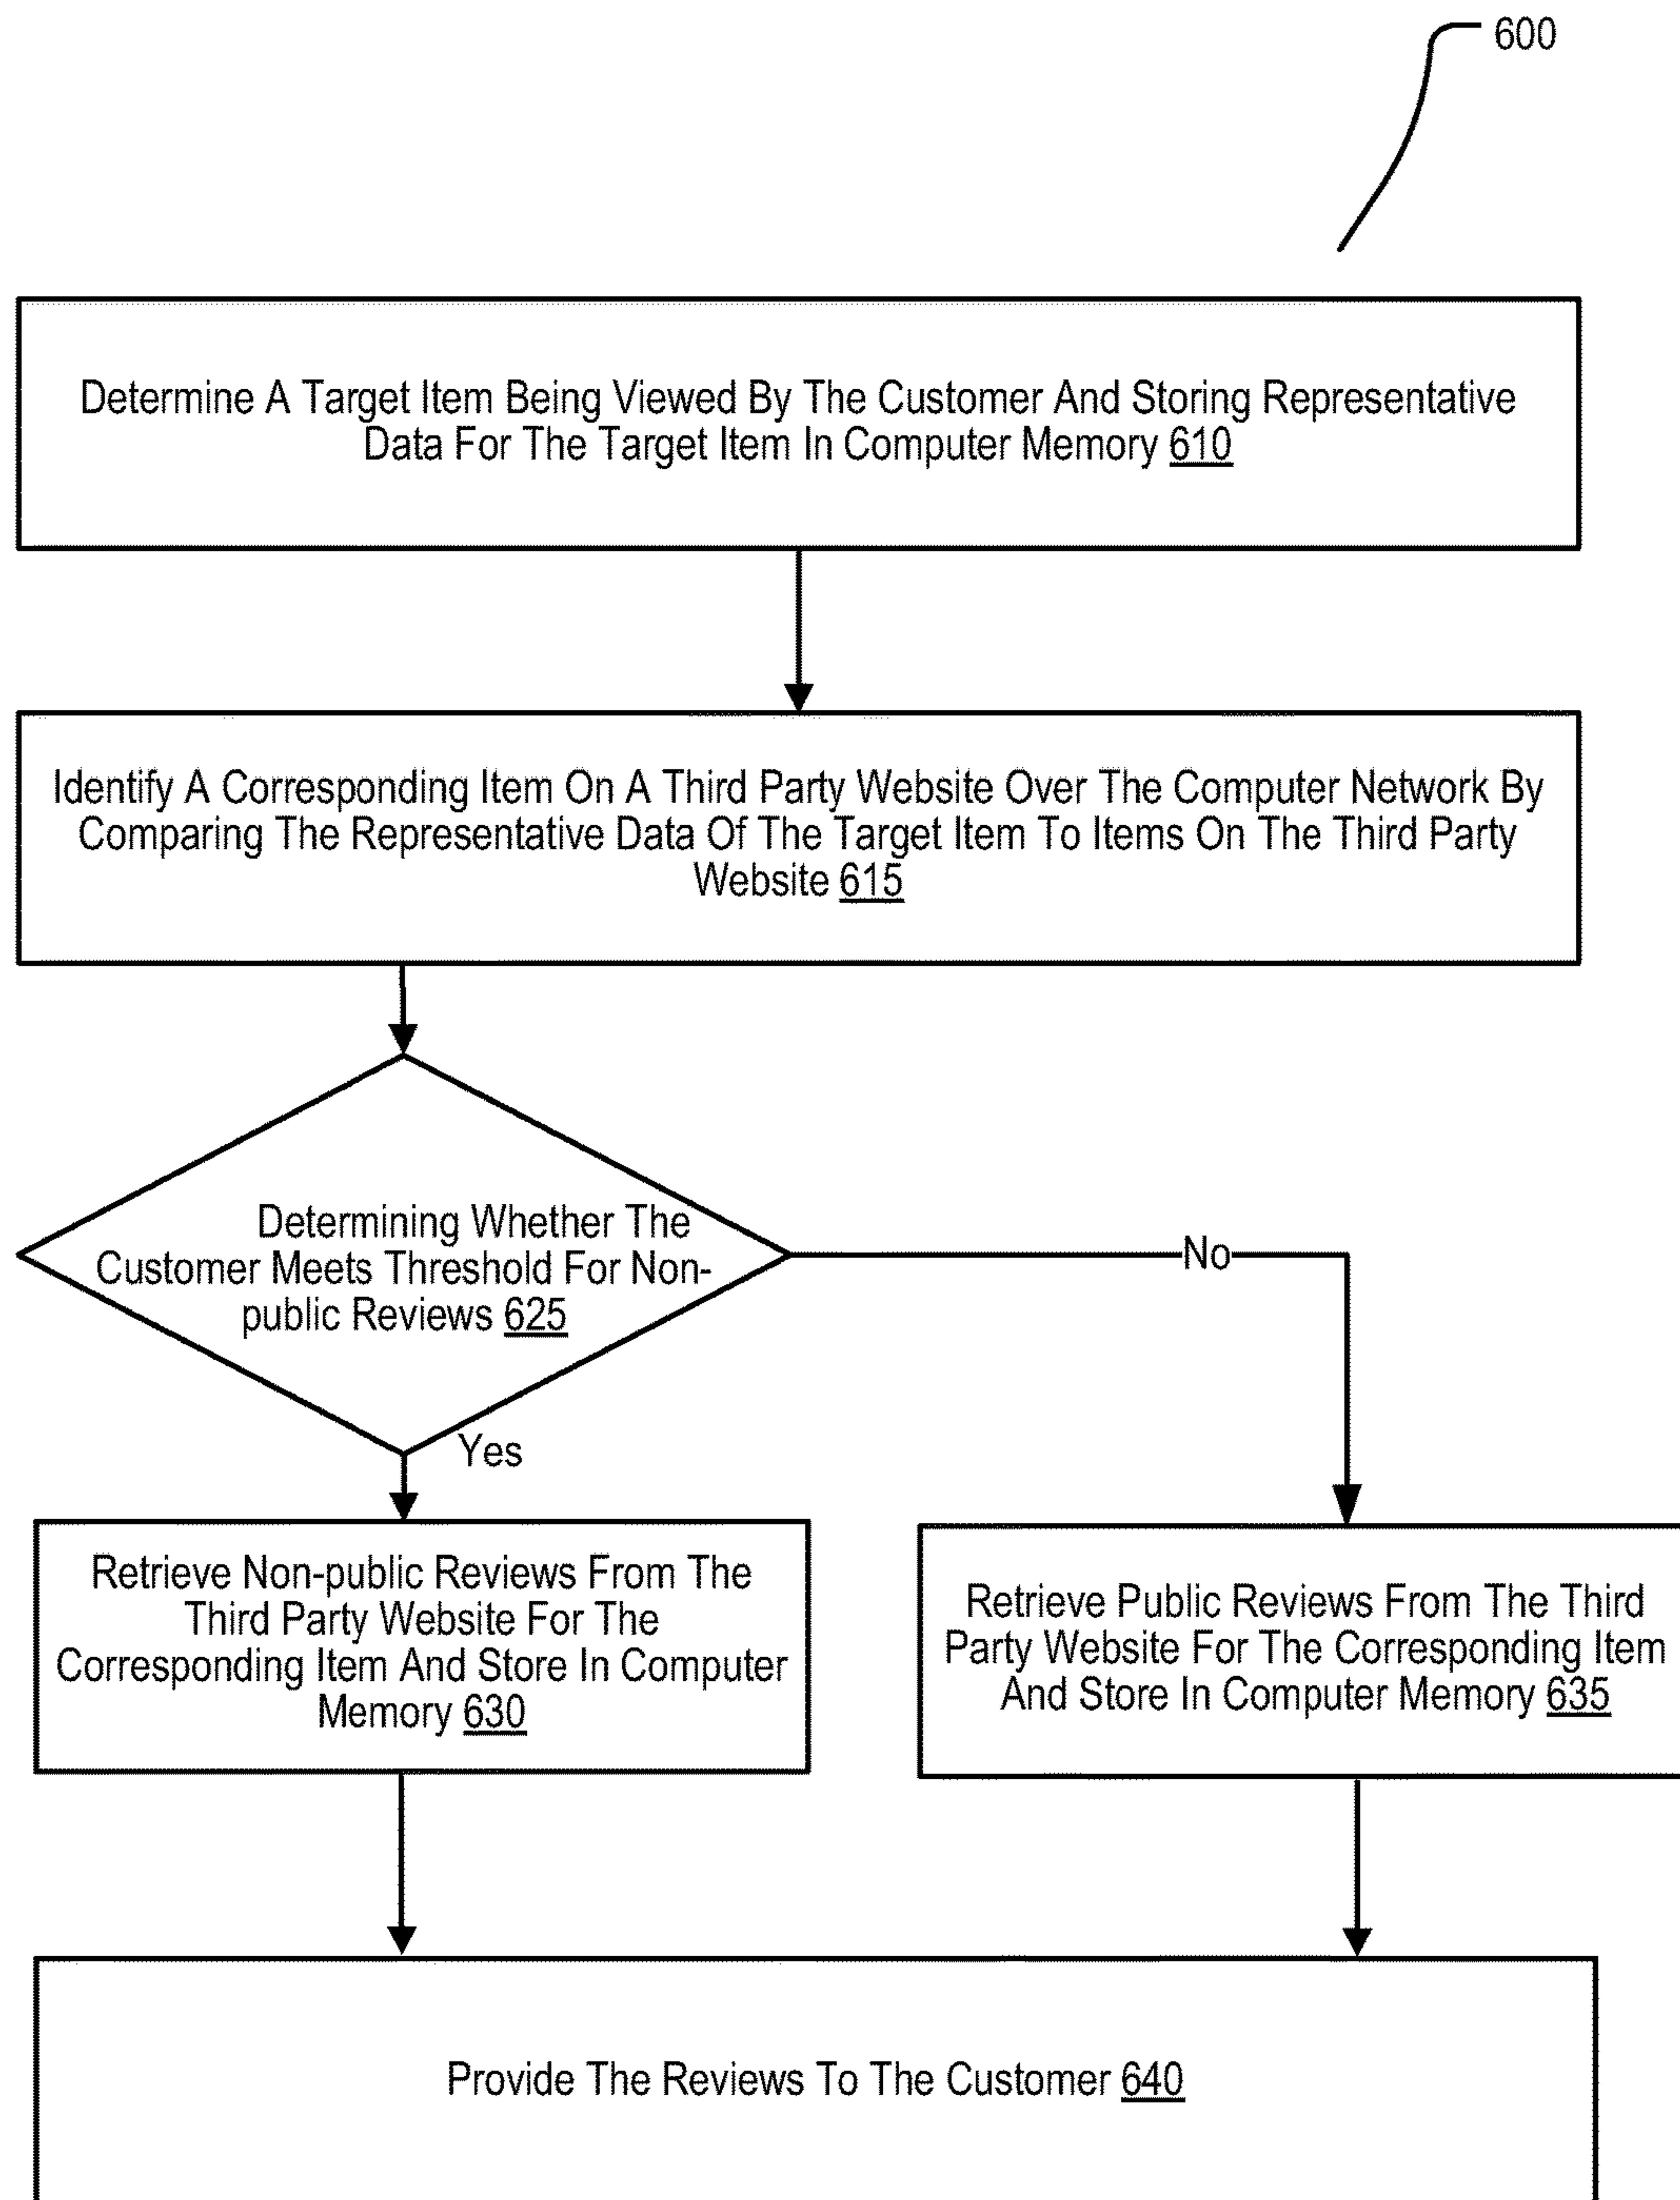 600
Determine A Target Item Being Viewed By The Customer And Storing Representative
Data For The Target Item In Computer Memory 610
Identify A Corresponding Item On A Third Party Website Over The Computer Network By
Comparing The Representative Data Of The Target Item To Items On The Third Party
Website 615
Determining Whether The
Customer Meets Threshold For Non-
public Reviews 625
No
Yes
Retrieve Non-public Reviews From The
Third Party Website For The
Corresponding Item And Store In Computer
Memory 630
Retrieve Public Reviews From The Third
Party Website For The Corresponding Item
And Store In Computer Memory 635
Provide The Reviews To The Customer 640